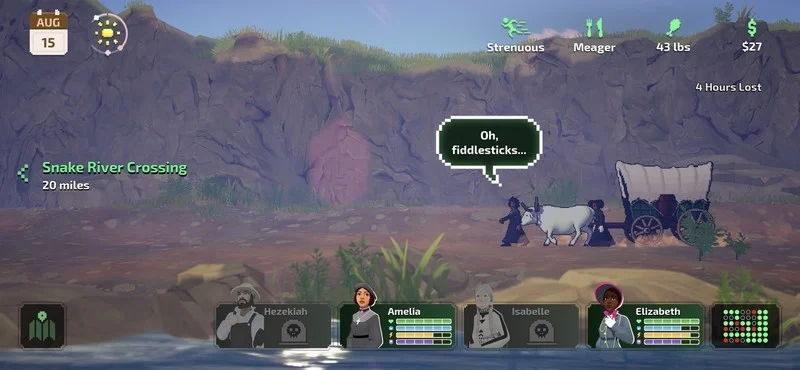 AUG
15
Strenuous
Meager
43 lbs
$
$27
4 Hours Lost
Oh,
fiddlesticks...
Snake River Crossing
20 miles
Hezekiah
Amelia
Isabelle
Elizabeth